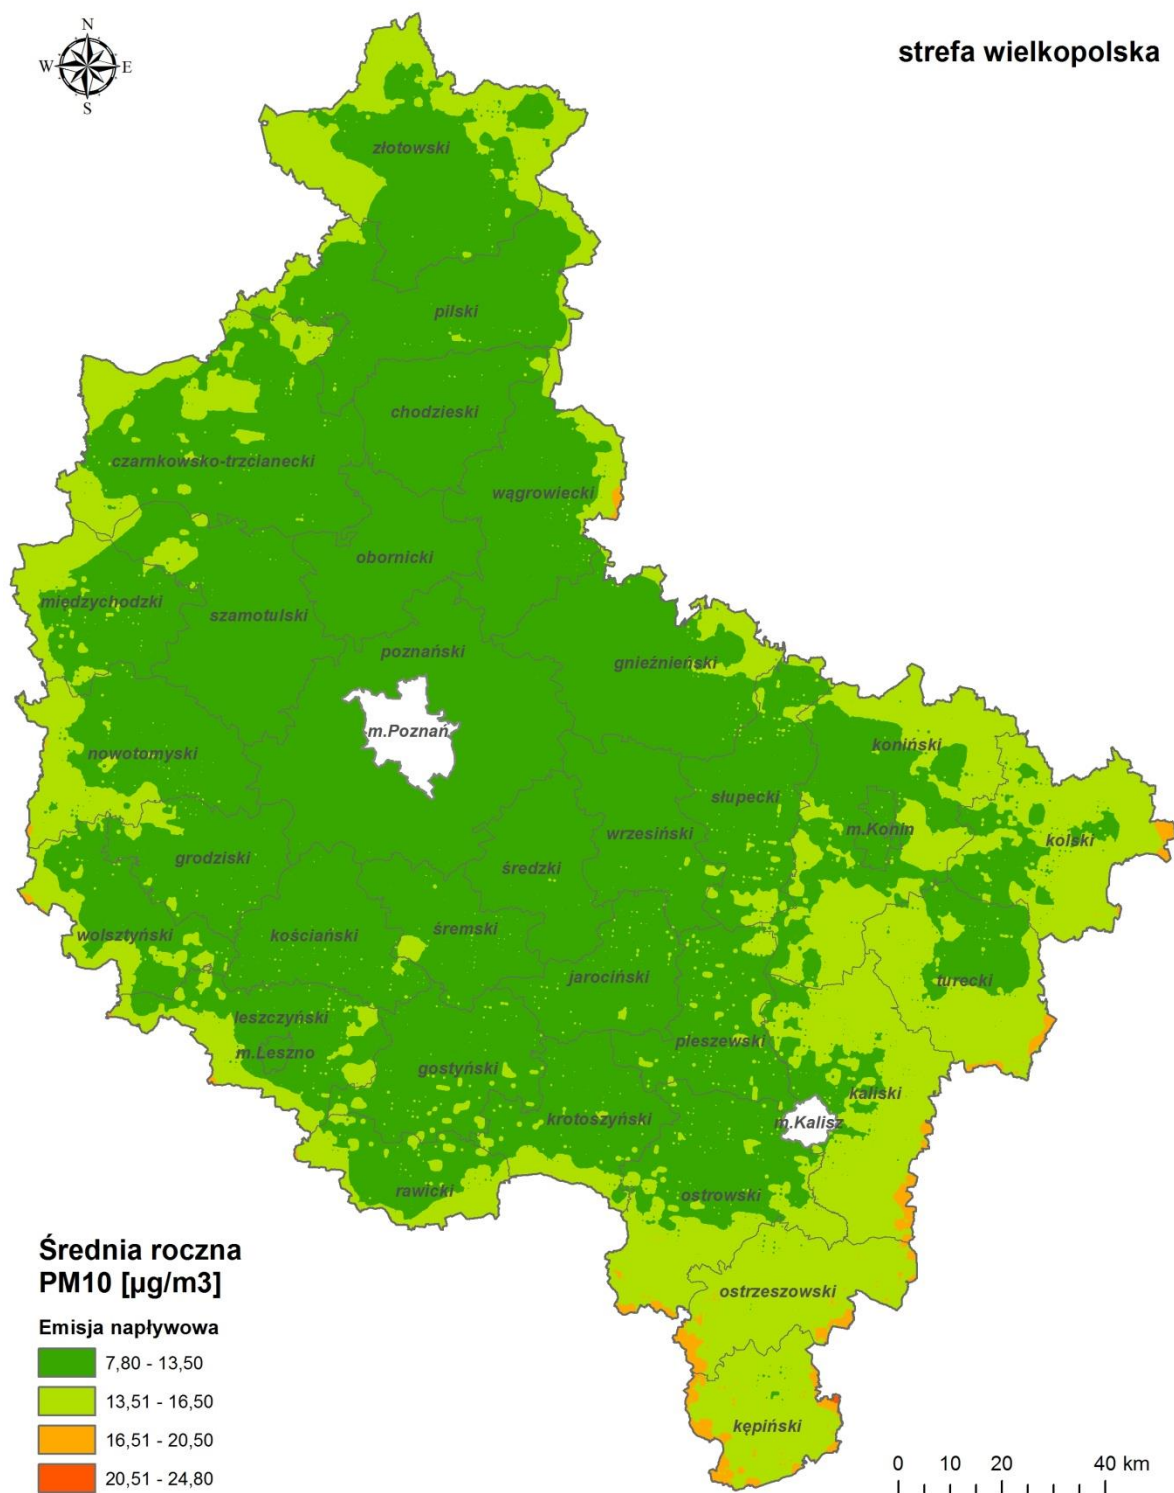 N
W E
S
strefa wielkopolska
złotowski
pilski
chodzieski
czarnkowsko-trzcianecki
wągrowiecki
obornicki
międzychodzki
szamotulski
poznański
gnieźnieński
m.Poznań
nowotomyski
koniński
słupecki
wrzesiński
m.Konin
kolski
grodziski
średzki
wolsztyński
kościański
śremski
jarociński
turecki
leszczyński
m.Leszno
gostyński
pleszewski
kaliski
krotoszyński
m.Kalisz
rawicki
ostrowski
ostrzeszowski
kępiński
Średnia roczna
PM10 [µg/m3]
Emisja napływowa
7,80 - 13,50
13,51 - 16,50
16,51 - 20,50
20,51 - 24,80
0 10 20 40 km